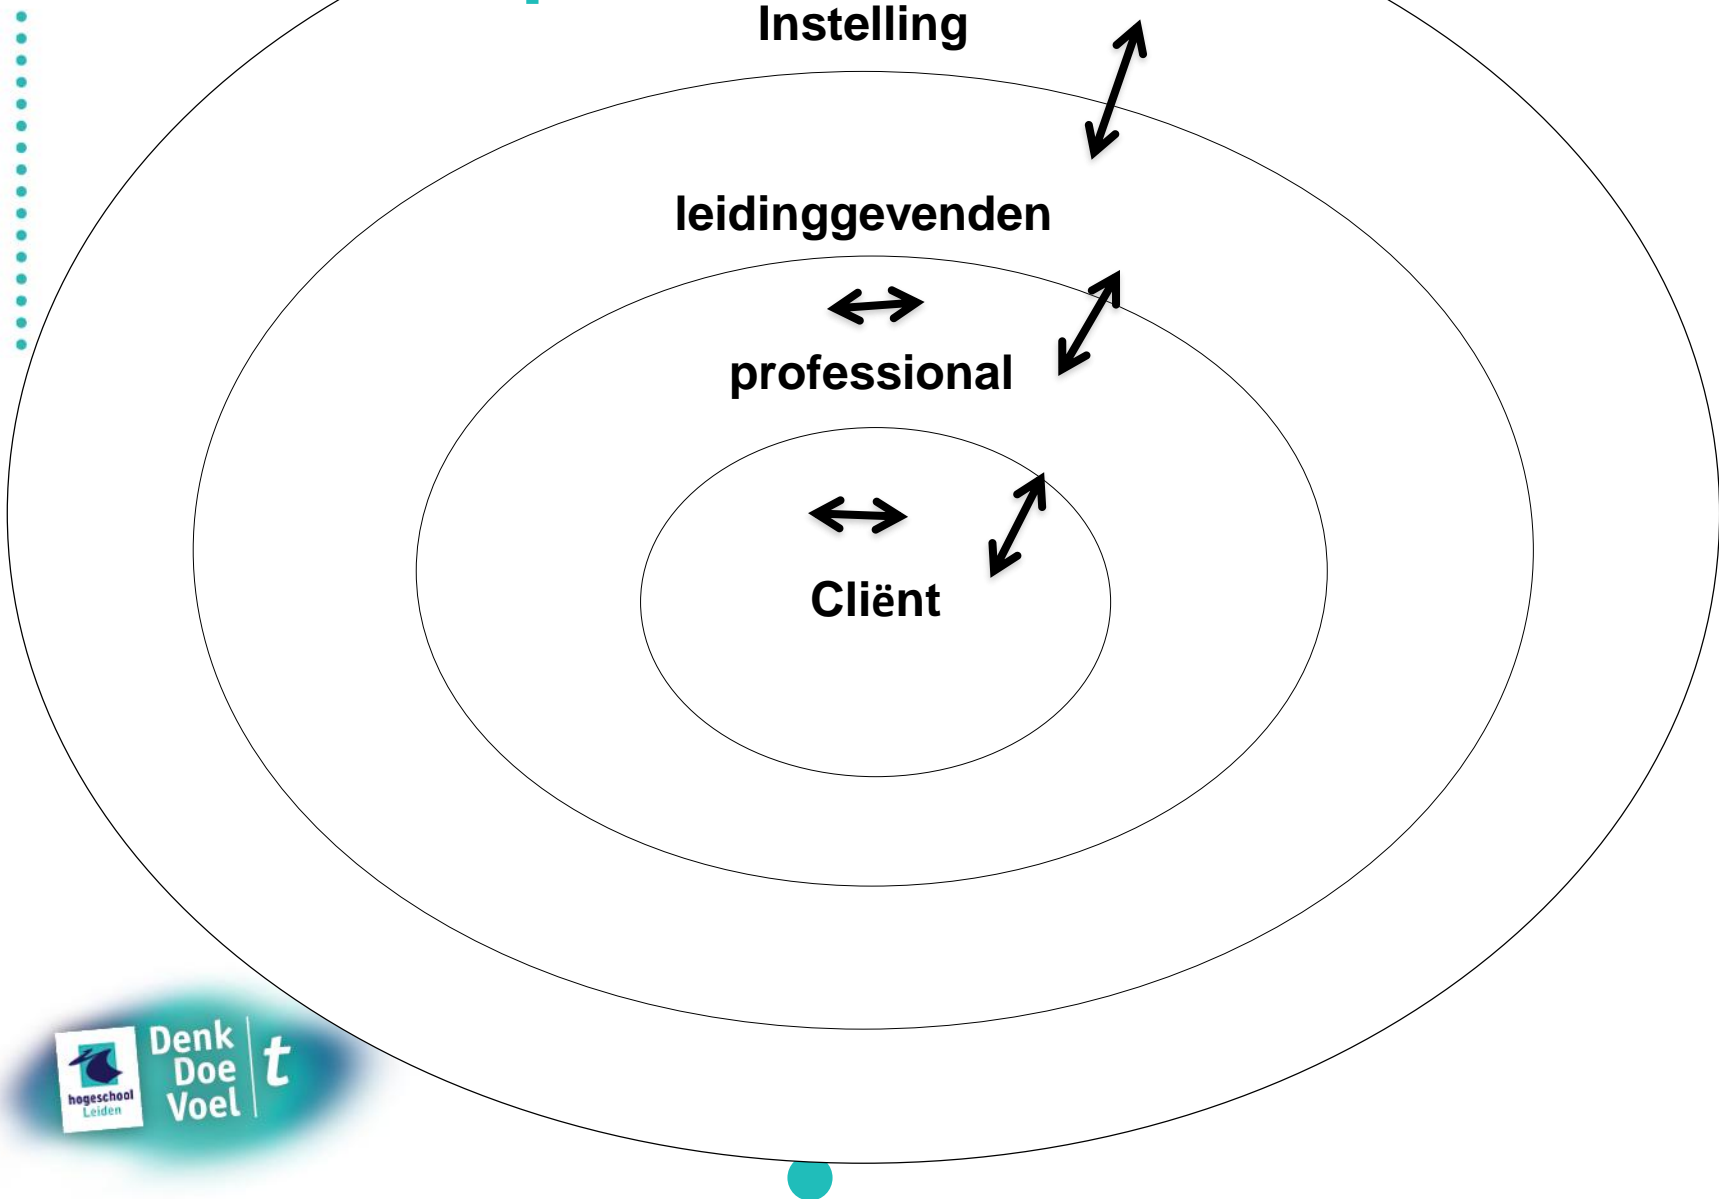 Instelling
leidinggevenden
professional
Cliënt
Denk
Doe
Voel
t
hogeschool
Leiden